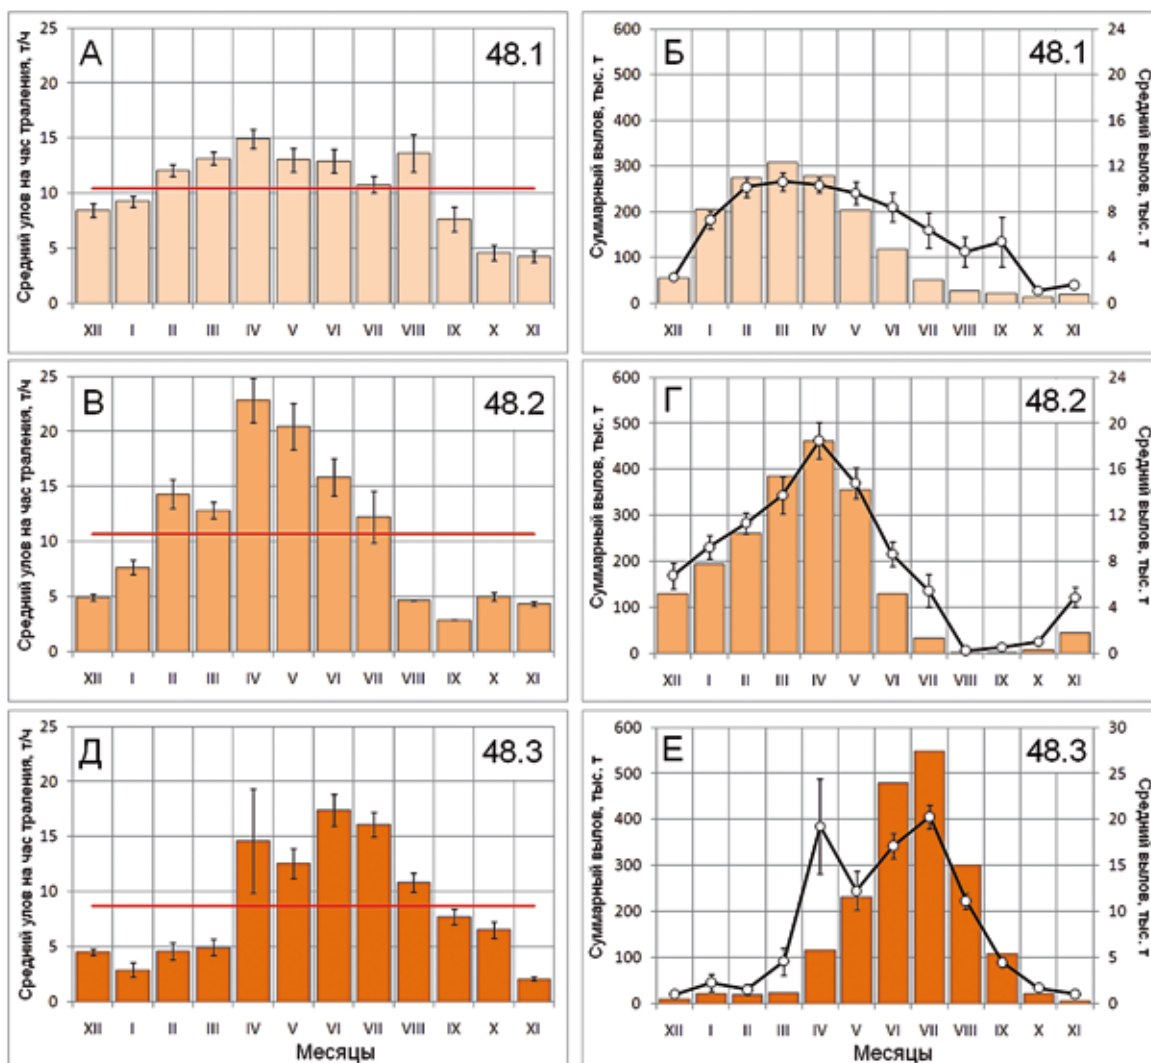 А 48.1
Средний улов на час траления, т/ч
25
20
15
10
5
0
XII I II III IV V VI VII VIII IX X XI
Б 48.1
Суммарный вылов, тыс. т
600
500
400
300
200
100
0
24
20
16
12
8
4
0
Средний вылов, тыс. т
XII I II III IV V VI VII VIII IX X XI
В 48.2
Средний улов на час траления, т/ч
25
20
15
10
5
0
XII I II III IV V VI VII VIII IX X XI
Г 48.2
Суммарный вылов, тыс. т
600
500
400
300
200
100
0
24
20
16
12
8
4
0
Средний вылов, тыс. т
XII I II III IV V VI VII VIII IX X XI
Д 48.3
Средний улов на час траления, т/ч
25
20
15
10
5
0
XII I II III IV V VI VII VIII IX X XI
Месяцы
Е 48.3
Суммарный вылов, тыс. т
600
500
400
300
200
100
0
30
25
20
15
10
5
0
Средний вылов, тыс. т
XII I II III IV V VI VII VIII IX X XI
Месяцы